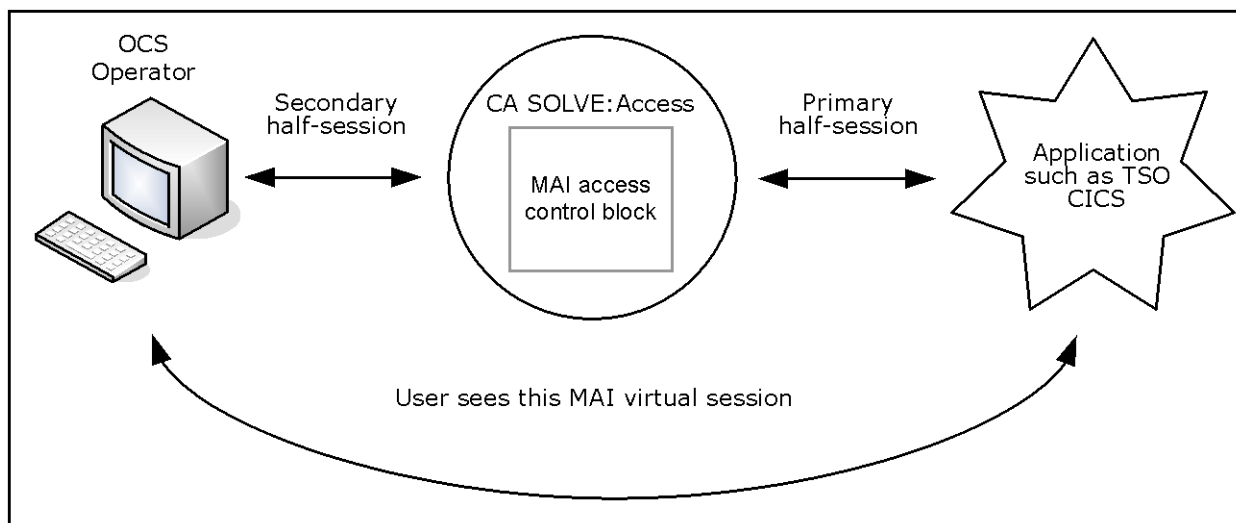 OCS
Operator
Secondary
half-session
CA SOLVE:Access
MAI access
control block
Primary
half-session
Application
such as TSO
CICS
User sees this MAI virtual session